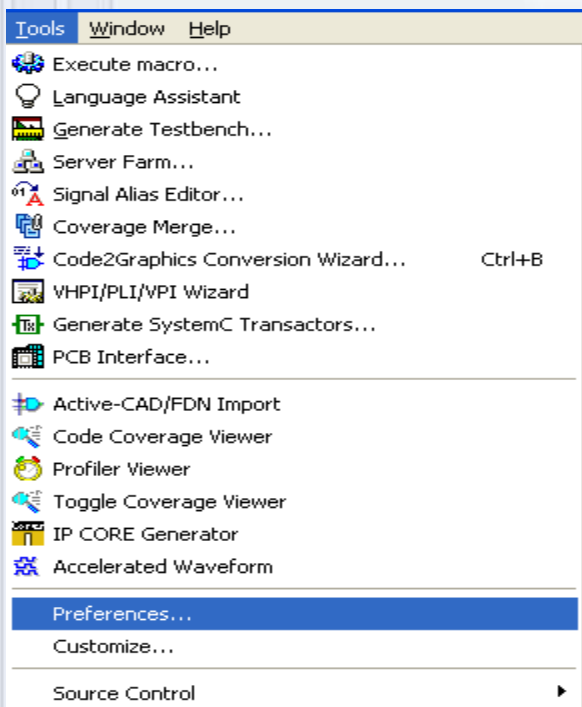 Tools Window Help
Execute macro...
Language Assistant
Generate Testbench...
Server Farm...
Signal Alias Editor...
Coverage Merge...
Code2Graphics Conversion Wizard... Ctrl+B
VHPI/PLI/VPI Wizard
Generate SystemC Transactors...
PCB Interface...
Active-CAD/FDN Import
Code Coverage Viewer
Profiler Viewer
Toggle Coverage Viewer
IP CORE Generator
Accelerated Waveform
Preferences...
Customize...
Source Control